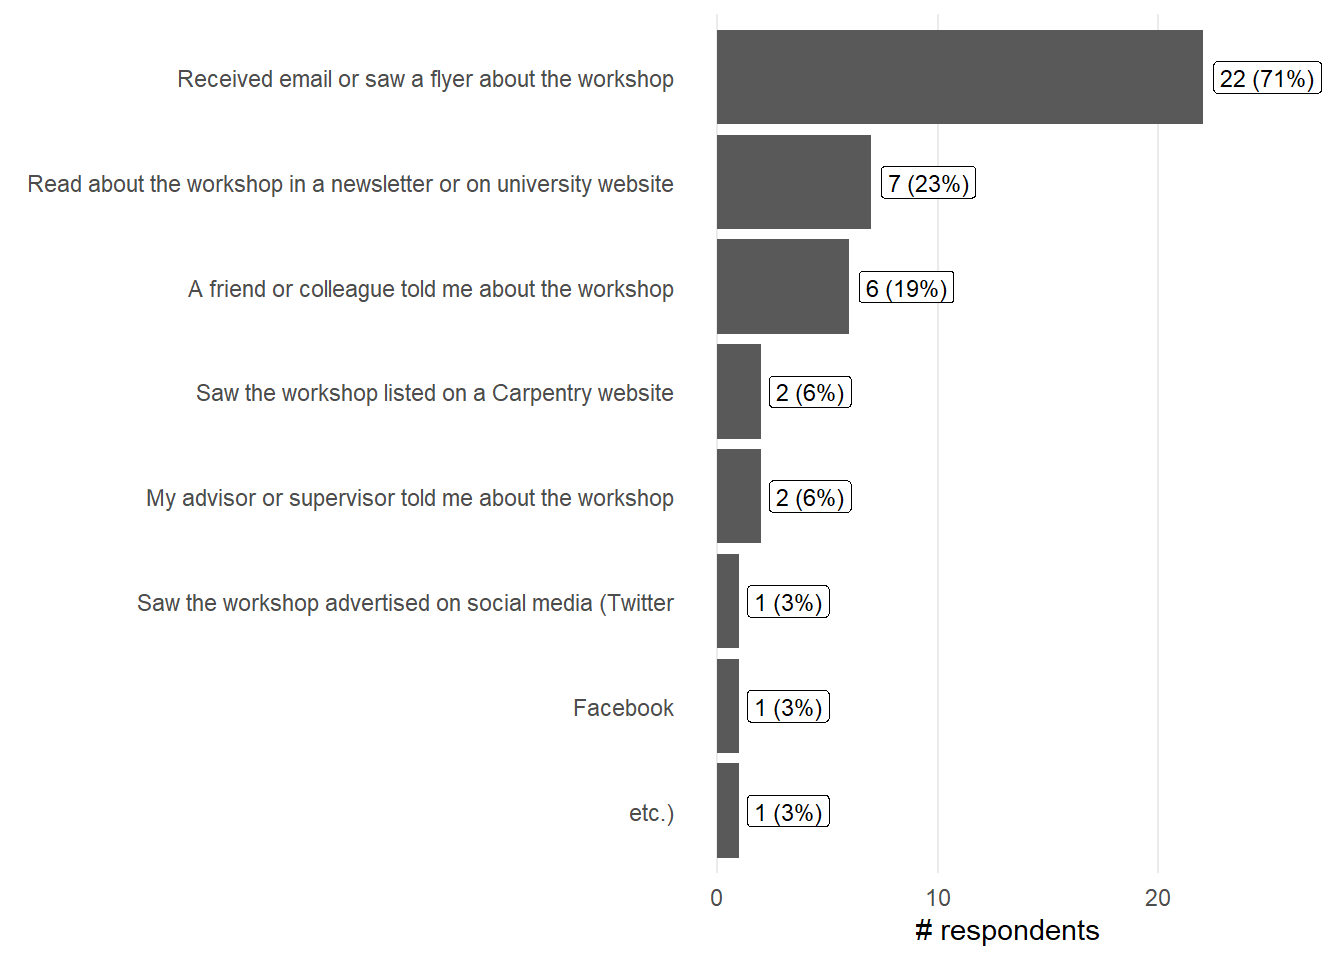 Received email or saw a flyer about the workshop
22 (71%)
Read about the workshop in a newsletter or on university website
7 (23%)
A friend or colleague told me about the workshop
6 (19%)
Saw the workshop listed on a Carpentry website
2 (6%)
My advisor or supervisor told me about the workshop
2 (6%)
Saw the workshop advertised on social media (Twitter
1 (3%)
Facebook
1 (3%)
etc.)
1 (3%)
0 10 20
# respondents